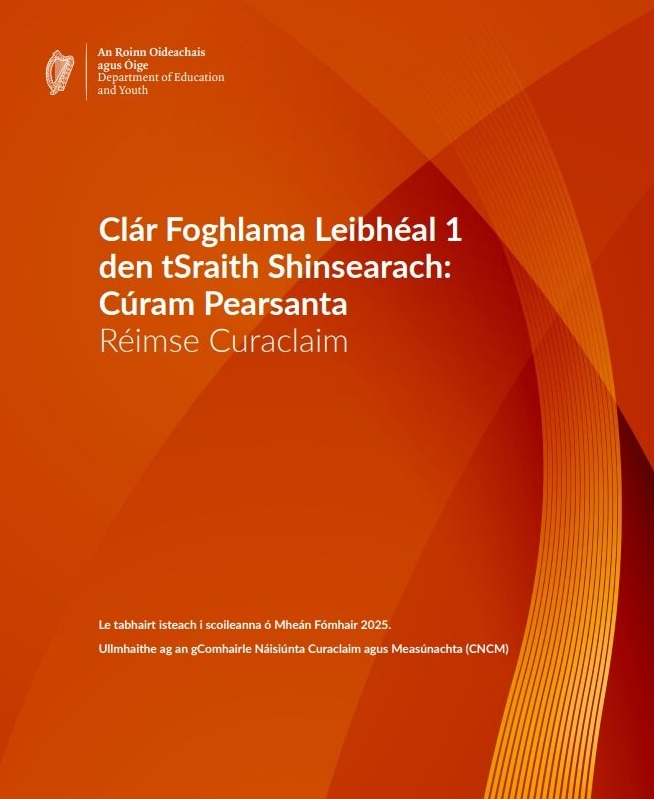 An Roinn Oideachais
agus Óige
Department of Education
and Youth
Clár Foghlama Leibhéal 1
den tSraith Shinsearach:
Cúram Pearsanta
Réimse Curaclaim
Le tabhairt isteach i scoileanna ó Mheán Fómhair 2025.
Ullmhaithe ag an gComhairle Náisiúnta Curaclaim agus Measúnachta (CNCM)